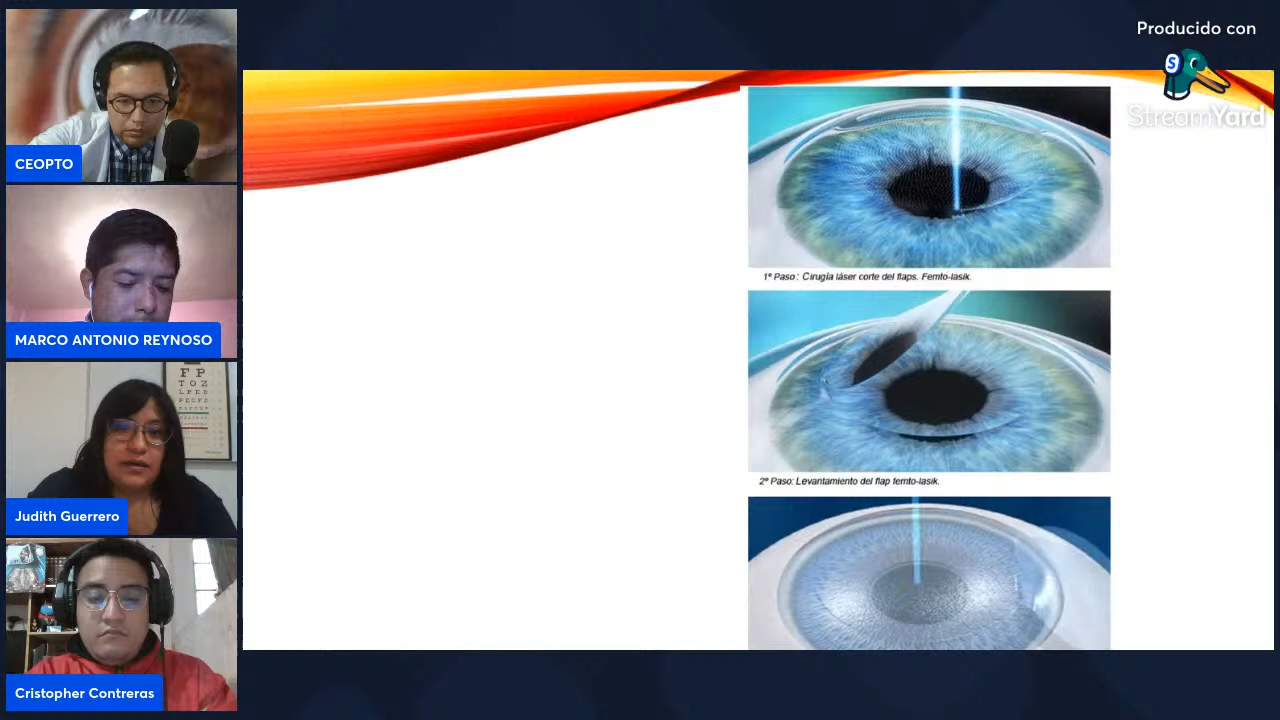 Producido con
S
StreamYard
CEOPTO
MARCO ANTONIO REYNOSO
Judith Guerrero
Cristopher Contreras
F P
T O Z
L P E D
P E C F D
1º Paso: Cirugía láser corte del flaps. Femto-lasik.
2º Paso: Levantamiento del flap femto-lasik.